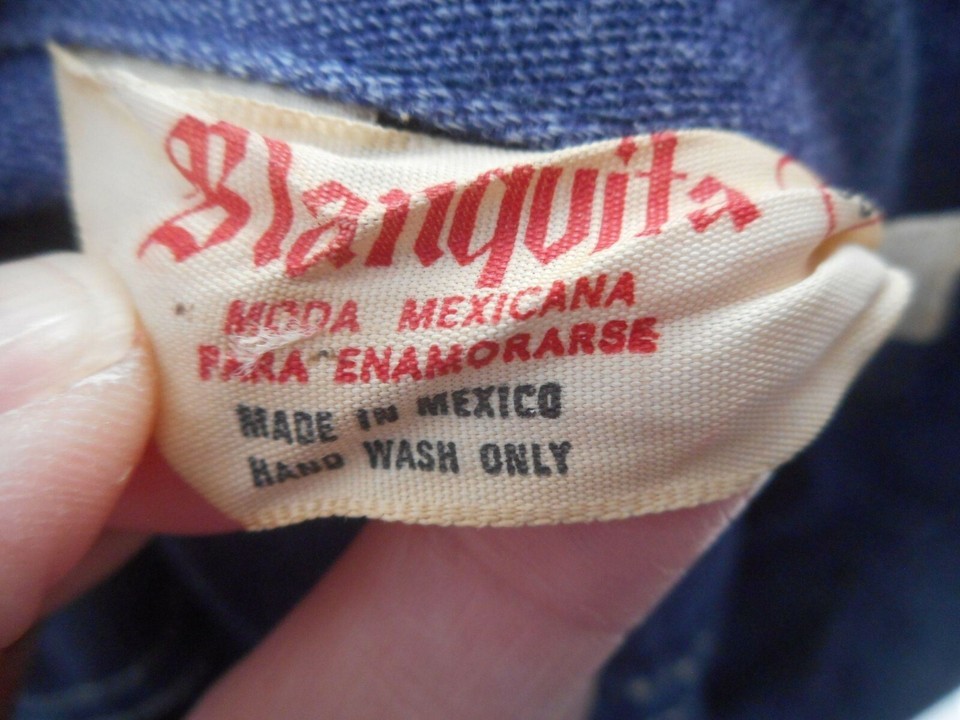 Blanquita
MODA MEXICANA
PARA ENAMORARSE
MADE IN MEXICO
HAND WASH ONLY